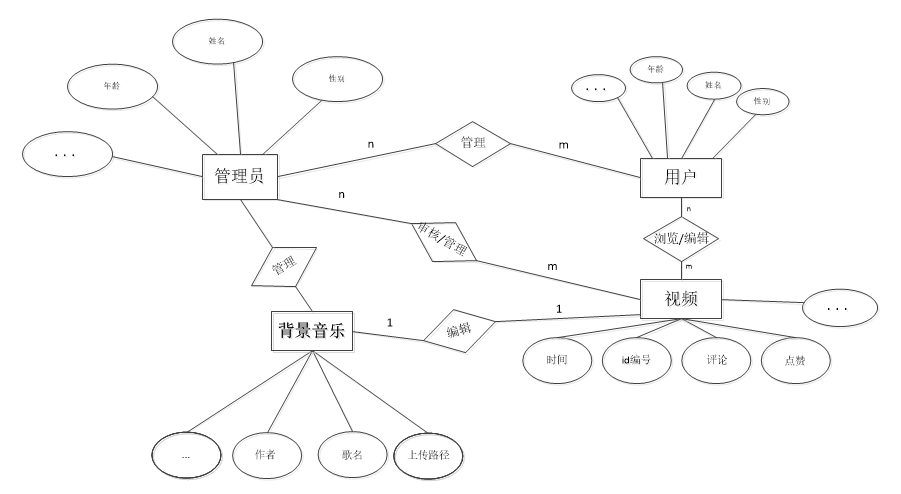 姓名
年龄
性别
. . .
管理员
n
管理
m
. . .
年龄
姓名
性别
用户
n
浏览/编辑
m
n
审核/管理
m
视频
. . .
时间
id编号
评论
点赞
管理
背景音乐
1
编辑
1
...
作者
歌名
上传路径